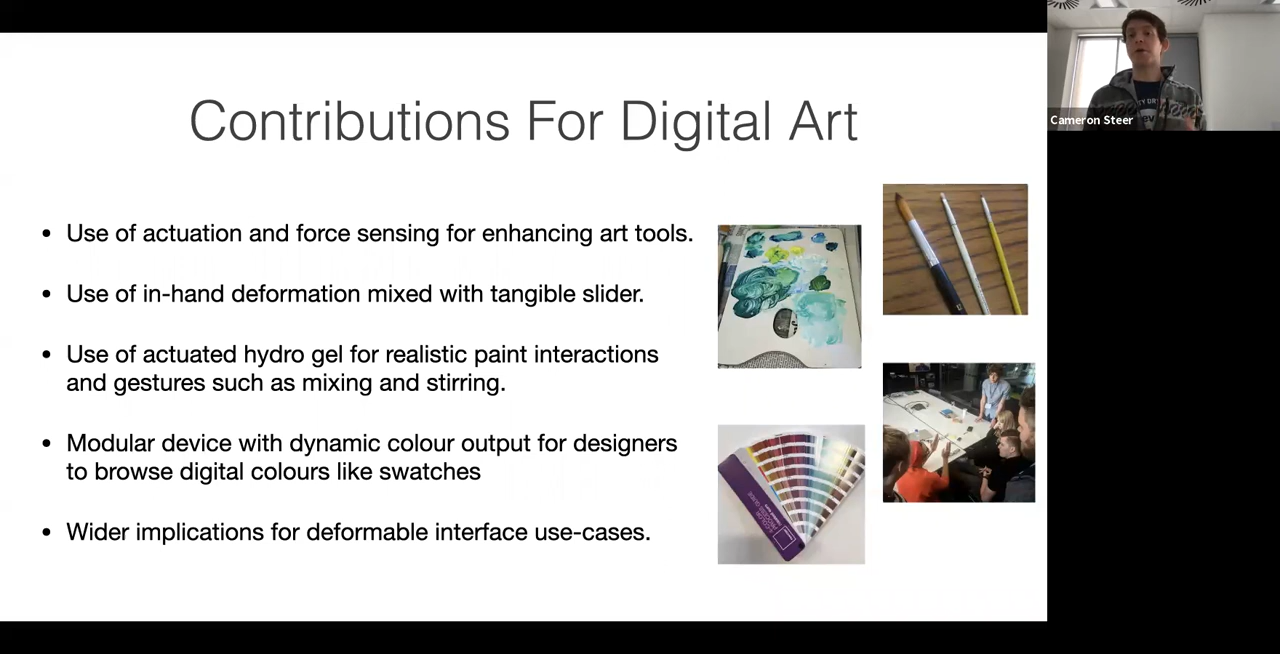 Contributions For Digital Art
• Use of actuation and force sensing for enhancing art tools.
• Use of in-hand deformation mixed with tangible slider.
• Use of actuated hydro gel for realistic paint interactions
and gestures such as mixing and stirring.
• Modular device with dynamic colour output for designers
to browse digital colours like swatches
• Wider implications for deformable interface use-cases.
Cameron Steer